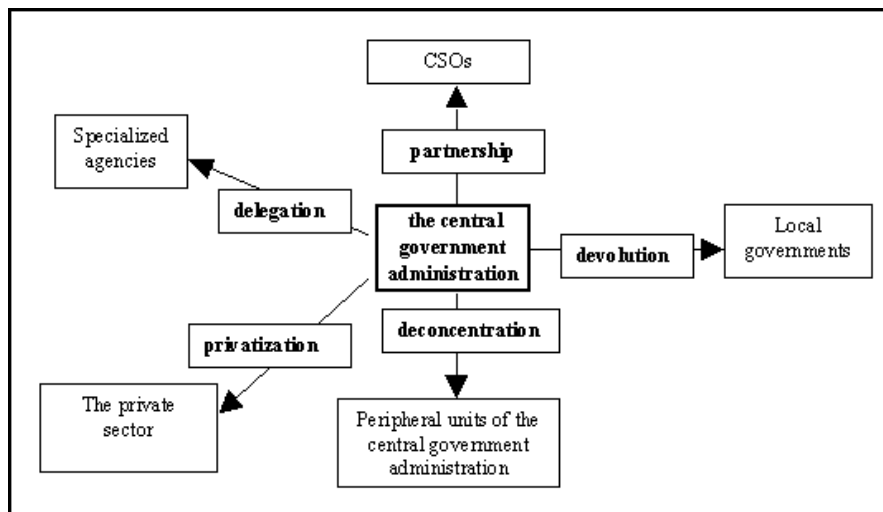 CSOs
Specialized
agencies
partnership
delegation
the central
government
administration
devolution
Local
governments
privatization
deconcentration
The private
sector
Peripheral units of the
central government
administration